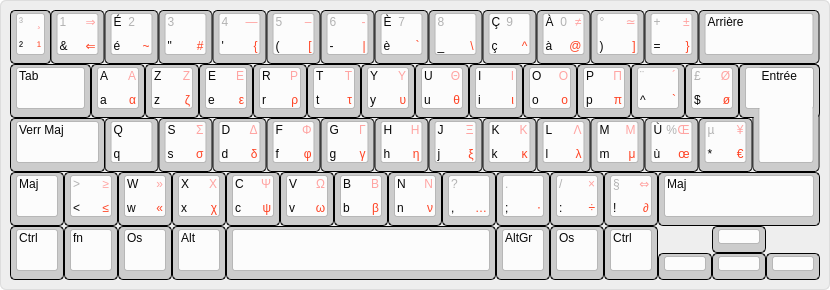 ³ ¸ 1 ⇒ É 2 3 4 — 5 – 6 - È 7 8 Ç 9 À 0 ≠ ° ≃ + ± Arrière
² ¹ & ⇐ é ~ " # ' { ( [ - | è ` _ \ ç ^ à @ ) ] = }
Tab A Α Z Ζ E Ε R Ρ T Τ Y Υ U Θ I Ι O Ο P Π ¨ £ Ø Entrée
a α z ζ e ε r ρ t τ y υ u θ i ι o ο p π ^ ` $ ø
Verr Maj Q S Σ D Δ F Φ G Γ H Η J Ξ K Κ L Λ M Μ Ù % Œ µ ¥
q s σ d δ f φ g γ h η j ξ k κ l λ m μ ù œ * €
Maj > ≥ W » X Χ C Ψ V Ω B Β N Ν ? . / × § ⇔ Maj
< ≤ w « x χ c ψ v ω b β n ν , … ; · : ÷ ! ∂
Ctrl fn Os Alt AltGr Os Ctrl